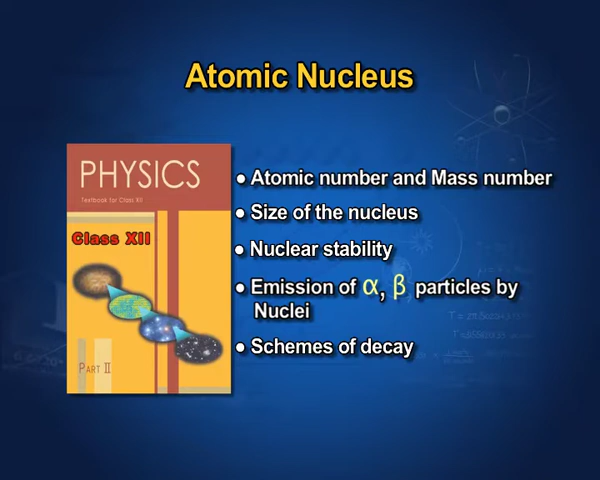 Atomic Nucleus
PHYSICS
Textbook for Class XII
Class XII
PART II
● Atomic number and Mass number
● Size of the nucleus
● Nuclear stability
● Emission of α, β particles by
Nuclei
● Schemes of decay